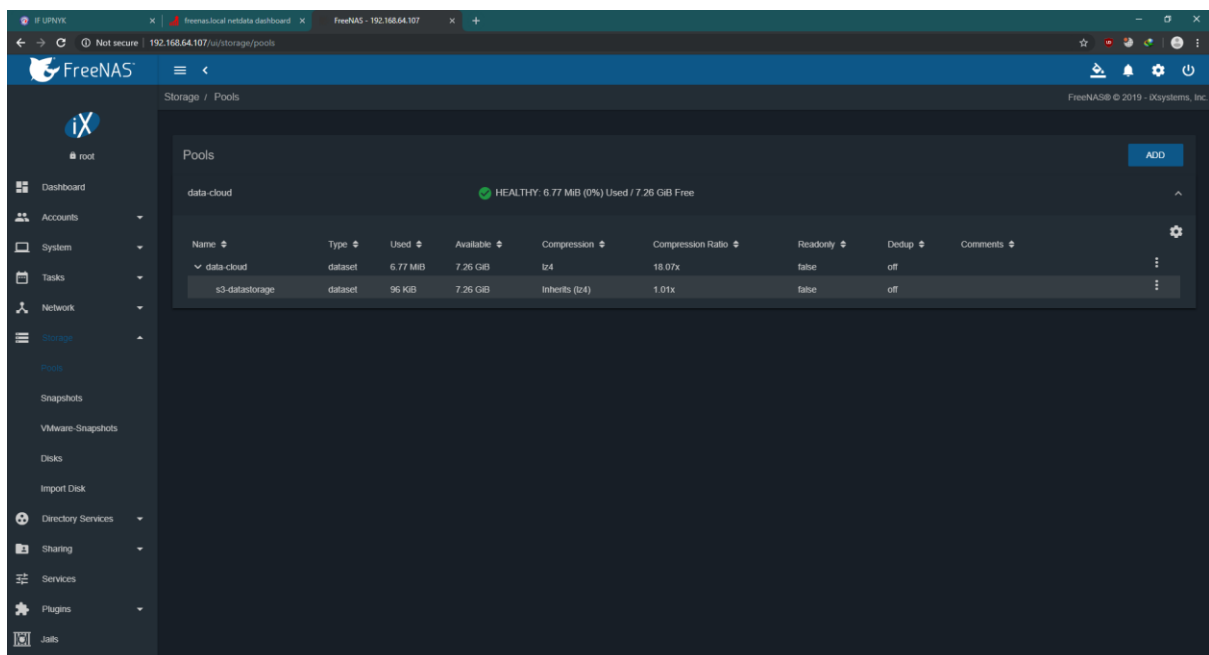 IF UPNYK
freenas.local netdata dashboard
FreeNAS - 192.168.64.107
Not secure
192.168.64.107/ui/storage/pools
FreeNAS
Storage / Pools
FreeNAS® © 2019 - iXsystems, Inc.
iX
root
Pools
ADD
data-cloud
HEALTHY: 6.77 MiB (0%) Used / 7.26 GiB Free
Name Type Used Available Compression Compression Ratio Readonly Dedup Comments
data-cloud dataset 6.77 MiB 7.26 GiB lz4 18.07x false off
s3-datastorage dataset 96 KiB 7.26 GiB Inherits (lz4) 1.01x false off
Dashboard
Accounts
System
Tasks
Network
Storage
Pools
Snapshots
VMware-Snapshots
Disks
Import Disk
Directory Services
Sharing
Services
Plugins
Jails